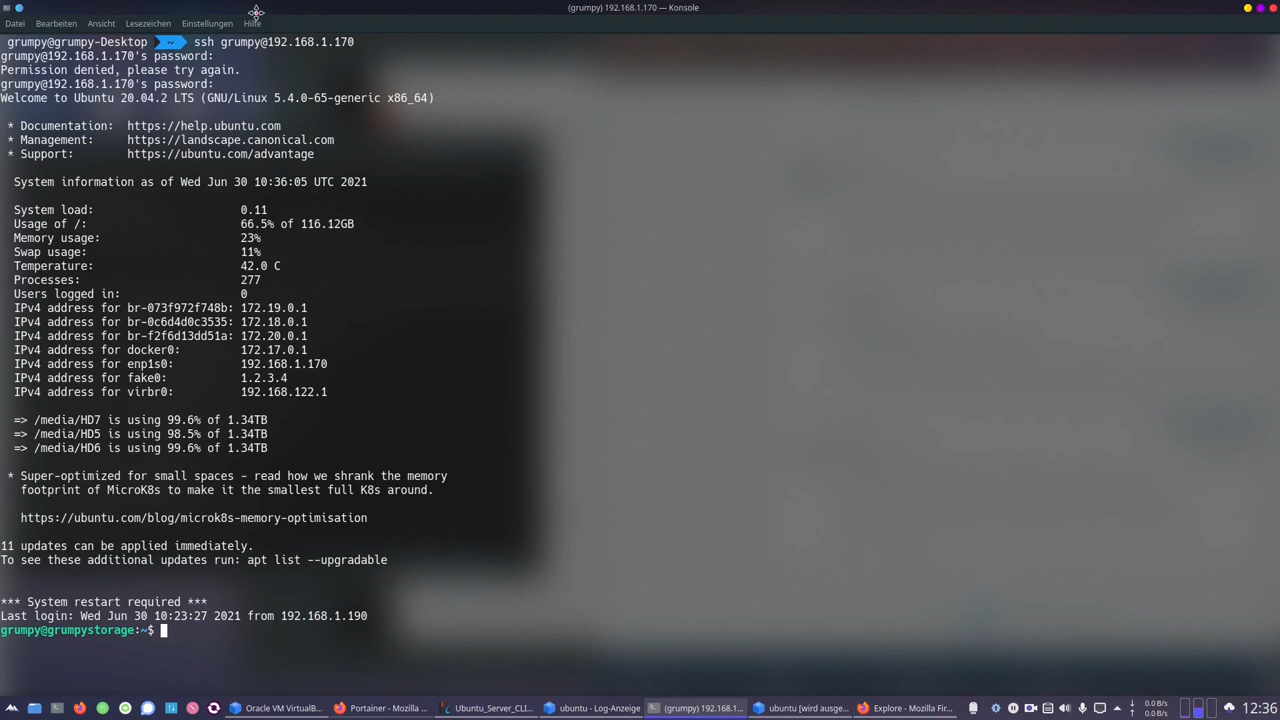 (grumpy) 192.168.1.170 — Konsole
Datei Bearbeiten Ansicht Lesezeichen Einstellungen Hilfe
grumpy@grumpy-Desktop ~ ssh grumpy@192.168.1.170
grumpy@192.168.1.170's password:
Permission denied, please try again.
grumpy@192.168.1.170's password:
Welcome to Ubuntu 20.04.2 LTS (GNU/Linux 5.4.0-65-generic x86_64)
* Documentation: https://help.ubuntu.com
* Management: https://landscape.canonical.com
* Support: https://ubuntu.com/advantage
System information as of Wed Jun 30 10:36:05 UTC 2021
System load: 0.11
Usage of /: 66.5% of 116.12GB
Memory usage: 23%
Swap usage: 11%
Temperature: 42.0 C
Processes: 277
Users logged in: 0
IPv4 address for br-073f972f748b: 172.19.0.1
IPv4 address for br-0c6d4d0c3535: 172.18.0.1
IPv4 address for br-f2f6d13dd51a: 172.20.0.1
IPv4 address for docker0: 172.17.0.1
IPv4 address for enp1s0: 192.168.1.170
IPv4 address for fake0: 1.2.3.4
IPv4 address for virbr0: 192.168.122.1
=> /media/HD7 is using 99.6% of 1.34TB
=> /media/HD5 is using 98.5% of 1.34TB
=> /media/HD6 is using 99.6% of 1.34TB
* Super-optimized for small spaces - read how we shrank the memory
footprint of MicroK8s to make it the smallest full K8s around.
https://ubuntu.com/blog/microk8s-memory-optimisation
11 updates can be applied immediately.
To see these additional updates run: apt list --upgradable
*** System restart required ***
Last login: Wed Jun 30 10:23:27 2021 from 192.168.1.190
grumpy@grumpystorage:~$
Oracle VM VirtualB... Portainer - Mozilla ... Ubuntu_Server_CLI... ubuntu - Log-Anzeige (grumpy) 192.168.1... ubuntu [wird ausge... Explore - Mozilla Fir... 0.0 B/s 0.0 B/s 12:36